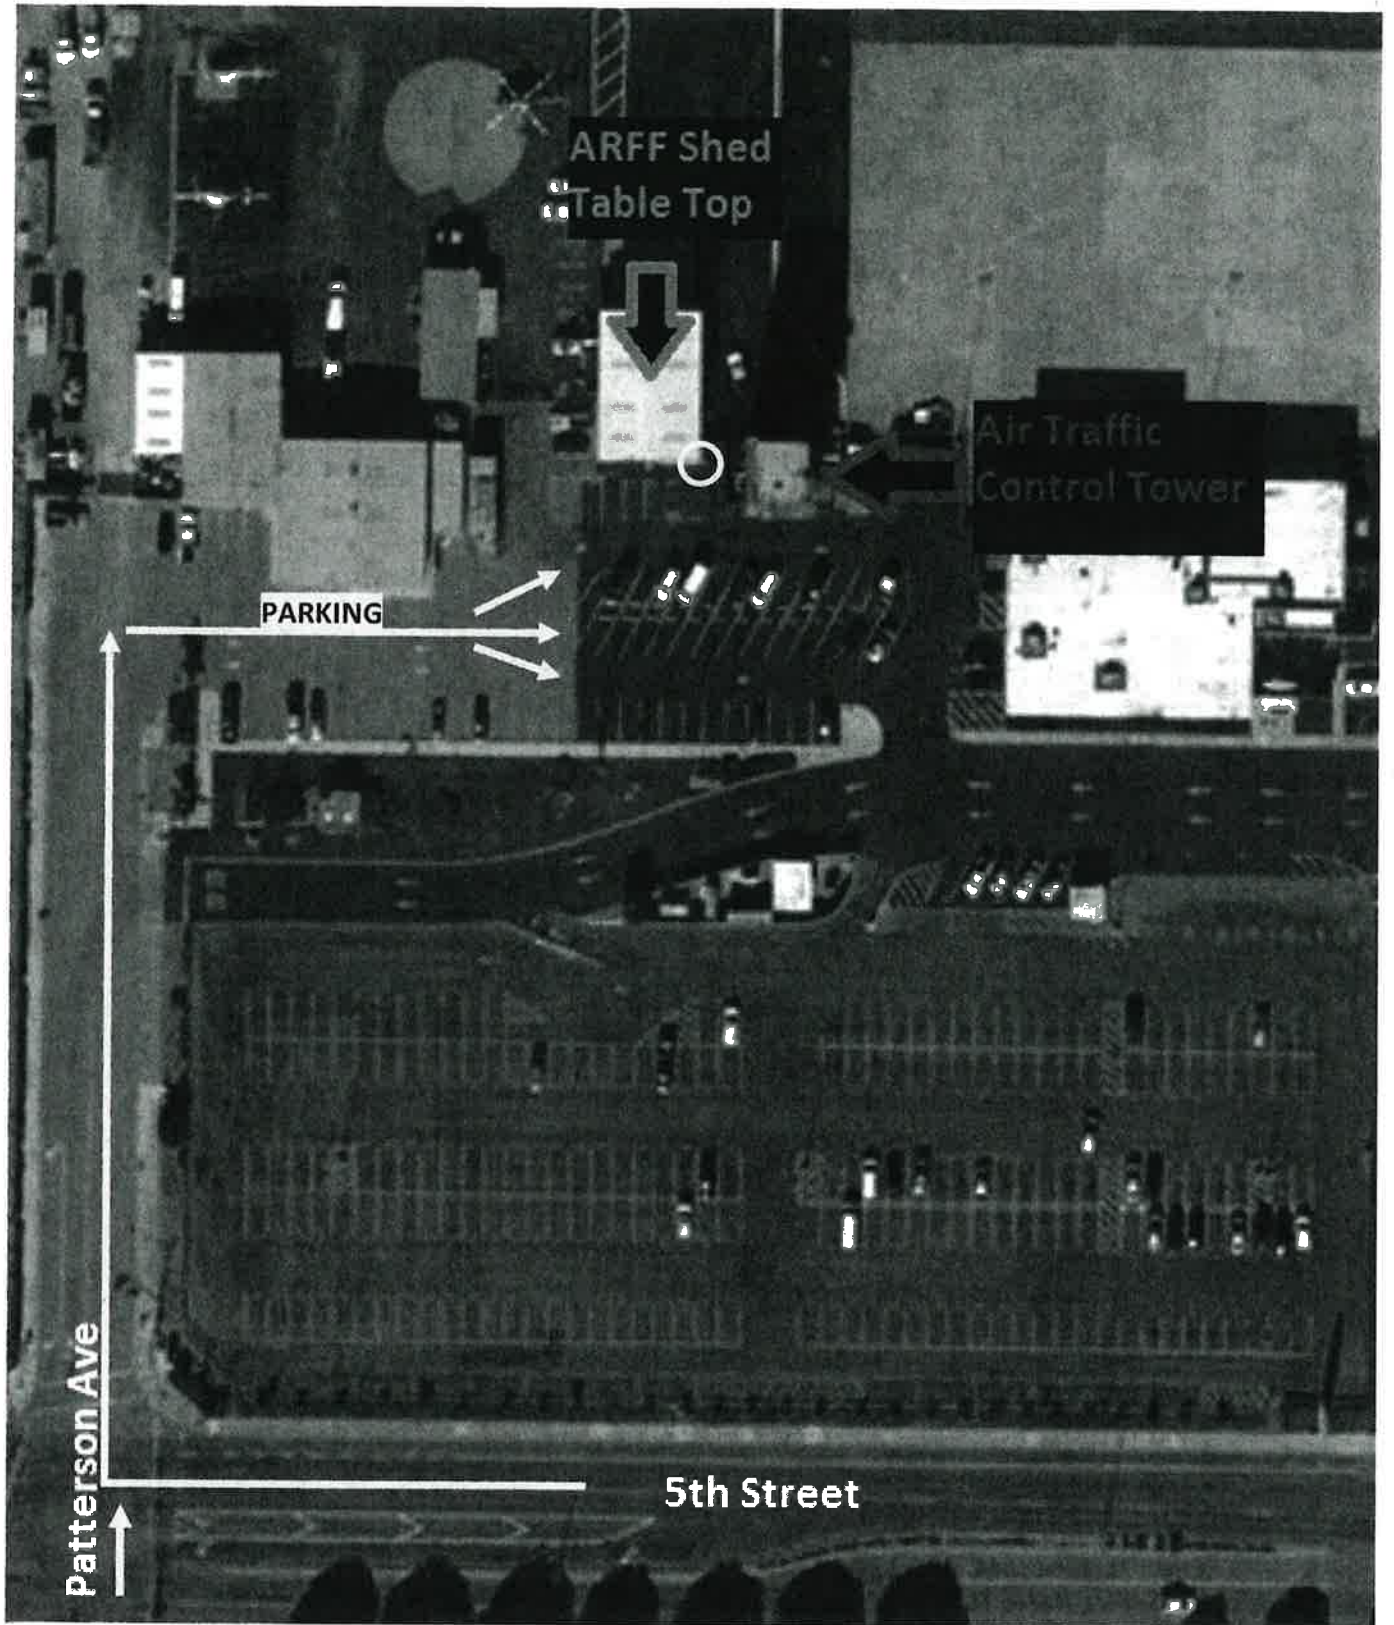 ARFF Shed
Table Top
Air Traffic
Control Tower
PARKING
Patterson Ave
5th Street